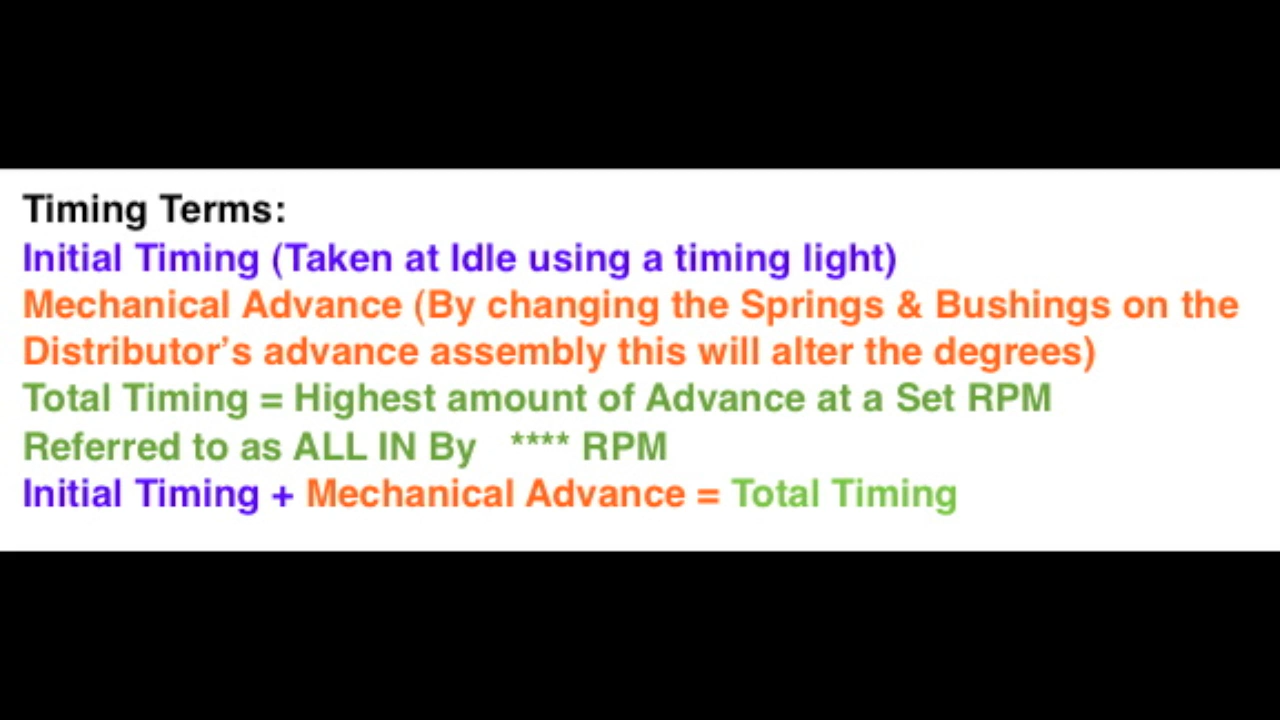 Timing Terms:
Initial Timing (Taken at Idle using a timing light)
Mechanical Advance (By changing the Springs & Bushings on the
Distributor’s advance assembly this will alter the degrees)
Total Timing = Highest amount of Advance at a Set RPM
Referred to as ALL IN By **** RPM
Initial Timing + Mechanical Advance = Total Timing